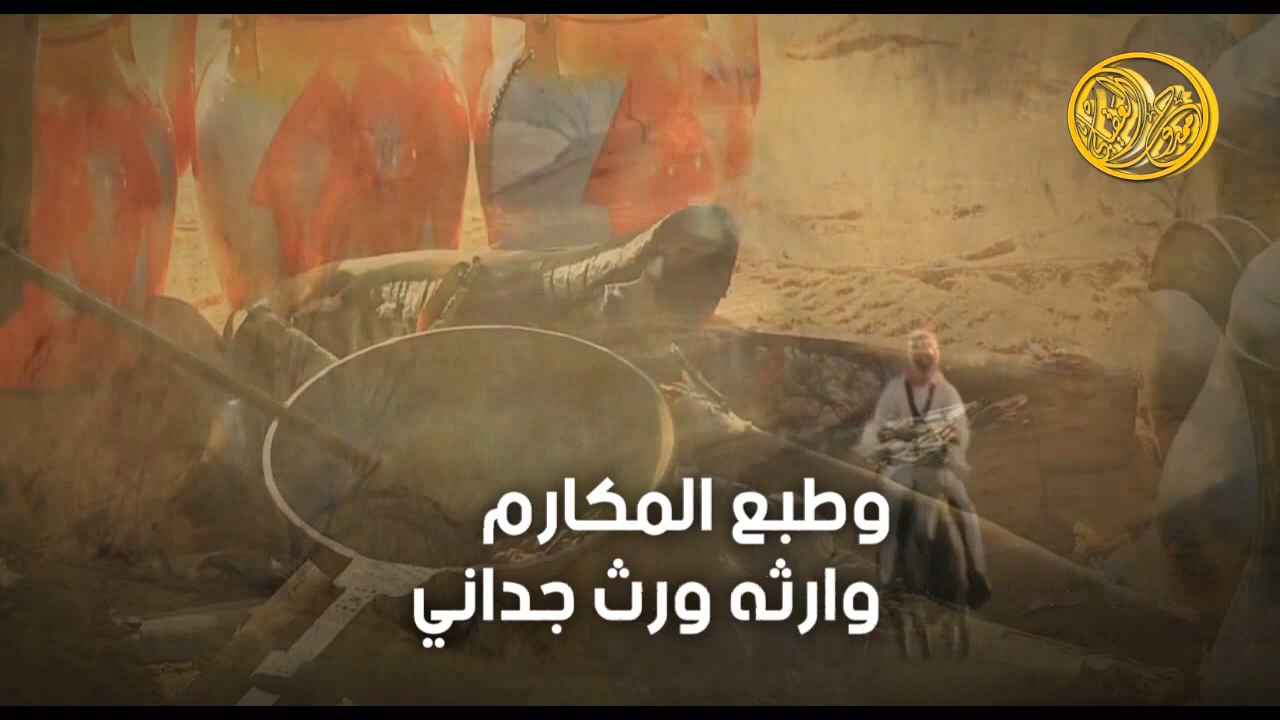 وطبع المكارم
وارثه ورث جداني